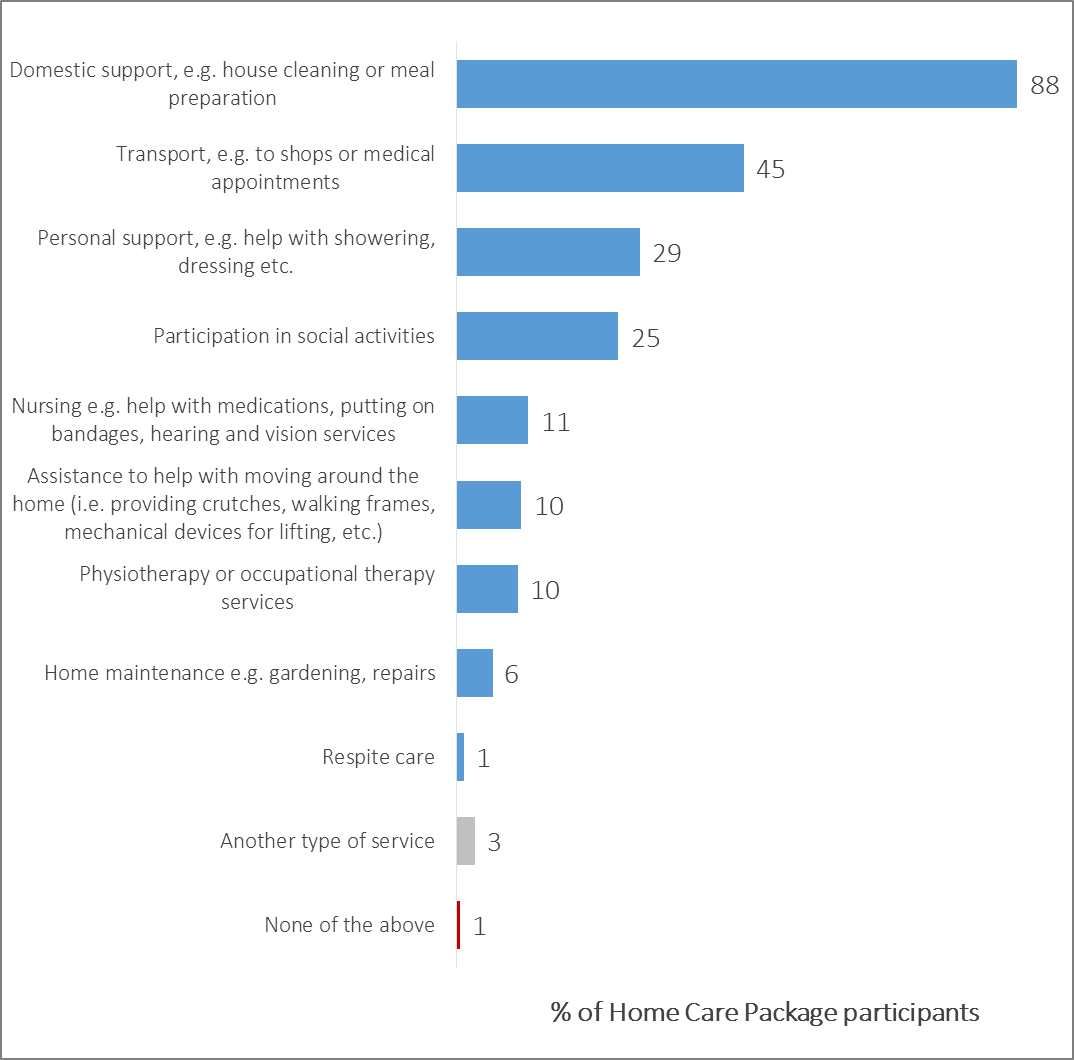 Domestic support, e.g. house cleaning or meal
preparation
88
Transport, e.g. to shops or medical
appointments
45
Personal support, e.g. help with showering,
dressing etc.
29
Participation in social activities
25
Nursing e.g. help with medications, putting on
bandages, hearing and vision services
11
Assistance to help with moving around the
home (i.e. providing crutches, walking frames,
mechanical devices for lifting, etc.)
10
Physiotherapy or occupational therapy
services
10
Home maintenance e.g. gardening, repairs
6
Respite care
1
Another type of service
3
None of the above
1
% of Home Care Package participants